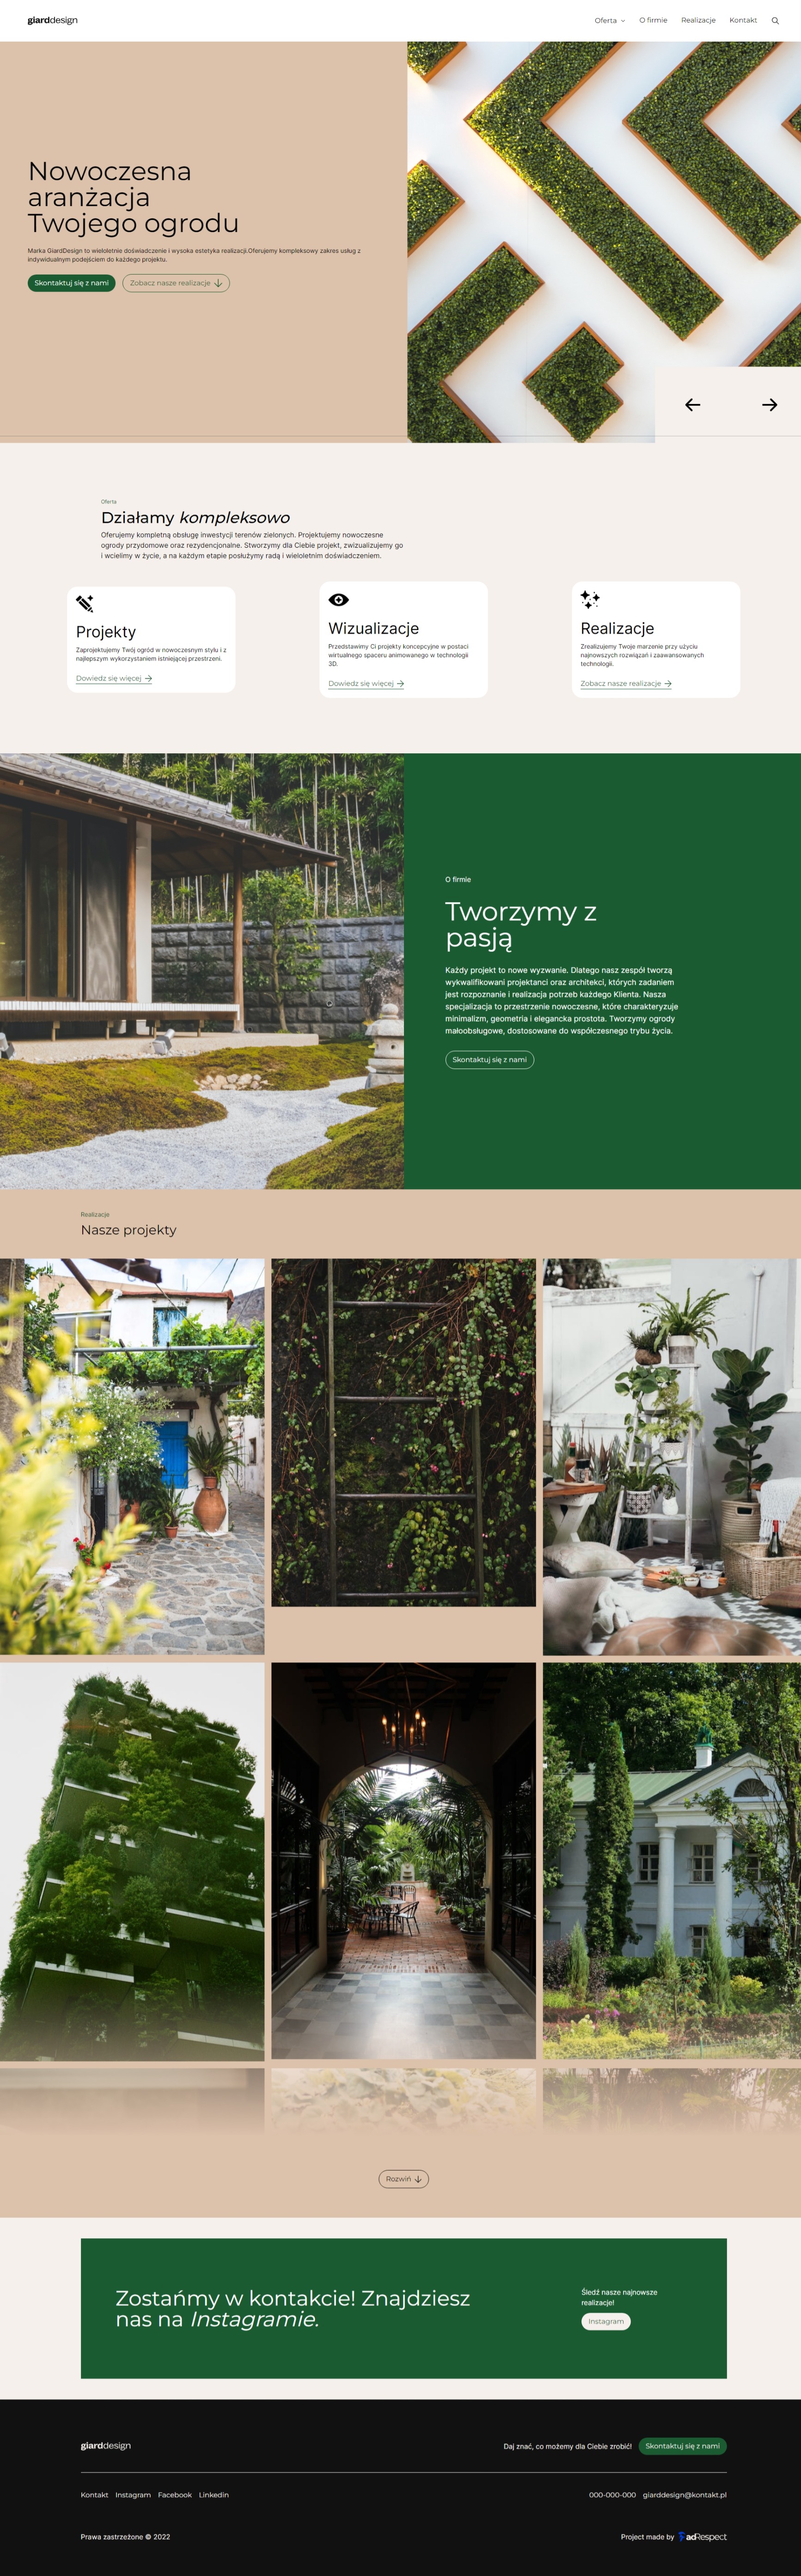 giarddesign
Oferta
O firmie
Realizacje
Kontakt
Nowoczesna
aranżacja
Twojego ogrodu
Marka GiardDesign to wieloletnie doświadczenie i wysoka estetyka realizacji.Oferujemy kompleksowy zakres usług z
indywidualnym podejściem do każdego projektu.
Skontaktuj się z nami
Zobacz nasze realizacje
Oferta
Działamy kompleksowo
Oferujemy kompletną obsługę inwestycji terenów zielonych. Projektujemy nowoczesne
ogrody przydomowe oraz rezydencjonalne. Stworzymy dla Ciebie projekt, zwizualizujemy go
i wcielimy w życie, a na każdym etapie posłużymy radą i wieloletnim doświadczeniem.
Projekty
Zaprojektujemy Twój ogród w nowoczesnym stylu i z
najlepszym wykorzystaniem istniejącej przestrzeni.
Dowiedz się więcej
Wizualizacje
Przedstawimy Ci projekty koncepcyjne w postaci
wirtualnego spaceru animowanego w technologii
3D.
Dowiedz się więcej
Realizacje
Zrealizujemy Twoje marzenie przy użyciu
najnowszych rozwiązań i zaawansowanych
technologii.
Zobacz nasze realizacje
O firmie
Tworzymy z
pasją
Każdy projekt to nowe wyzwanie. Dlatego nasz zespół tworzą
wykwalifikowani projektanci oraz architekci, których zadaniem
jest rozpoznanie i realizacja potrzeb każdego Klienta. Nasza
specjalizacja to przestrzenie nowoczesne, które charakteryzuje
minimalizm, geometria i elegancka prostota. Tworzymy ogrody
małoobsługowe, dostosowane do współczesnego trybu życia.
Skontaktuj się z nami
Realizacje
Nasze projekty
Rozwiń
Zostańmy w kontakcie! Znajdziesz
nas na Instagramie.
Śledź nasze najnowsze
realizacje!
Instagram
giarddesign
Daj znać, co możemy dla Ciebie zrobić!
Skontaktuj się z nami
Kontakt
Instagram
Facebook
Linkedin
000-000-000
giarddesign@kontakt.pl
Prawa zastrzeżone © 2022
Project made by adRespect